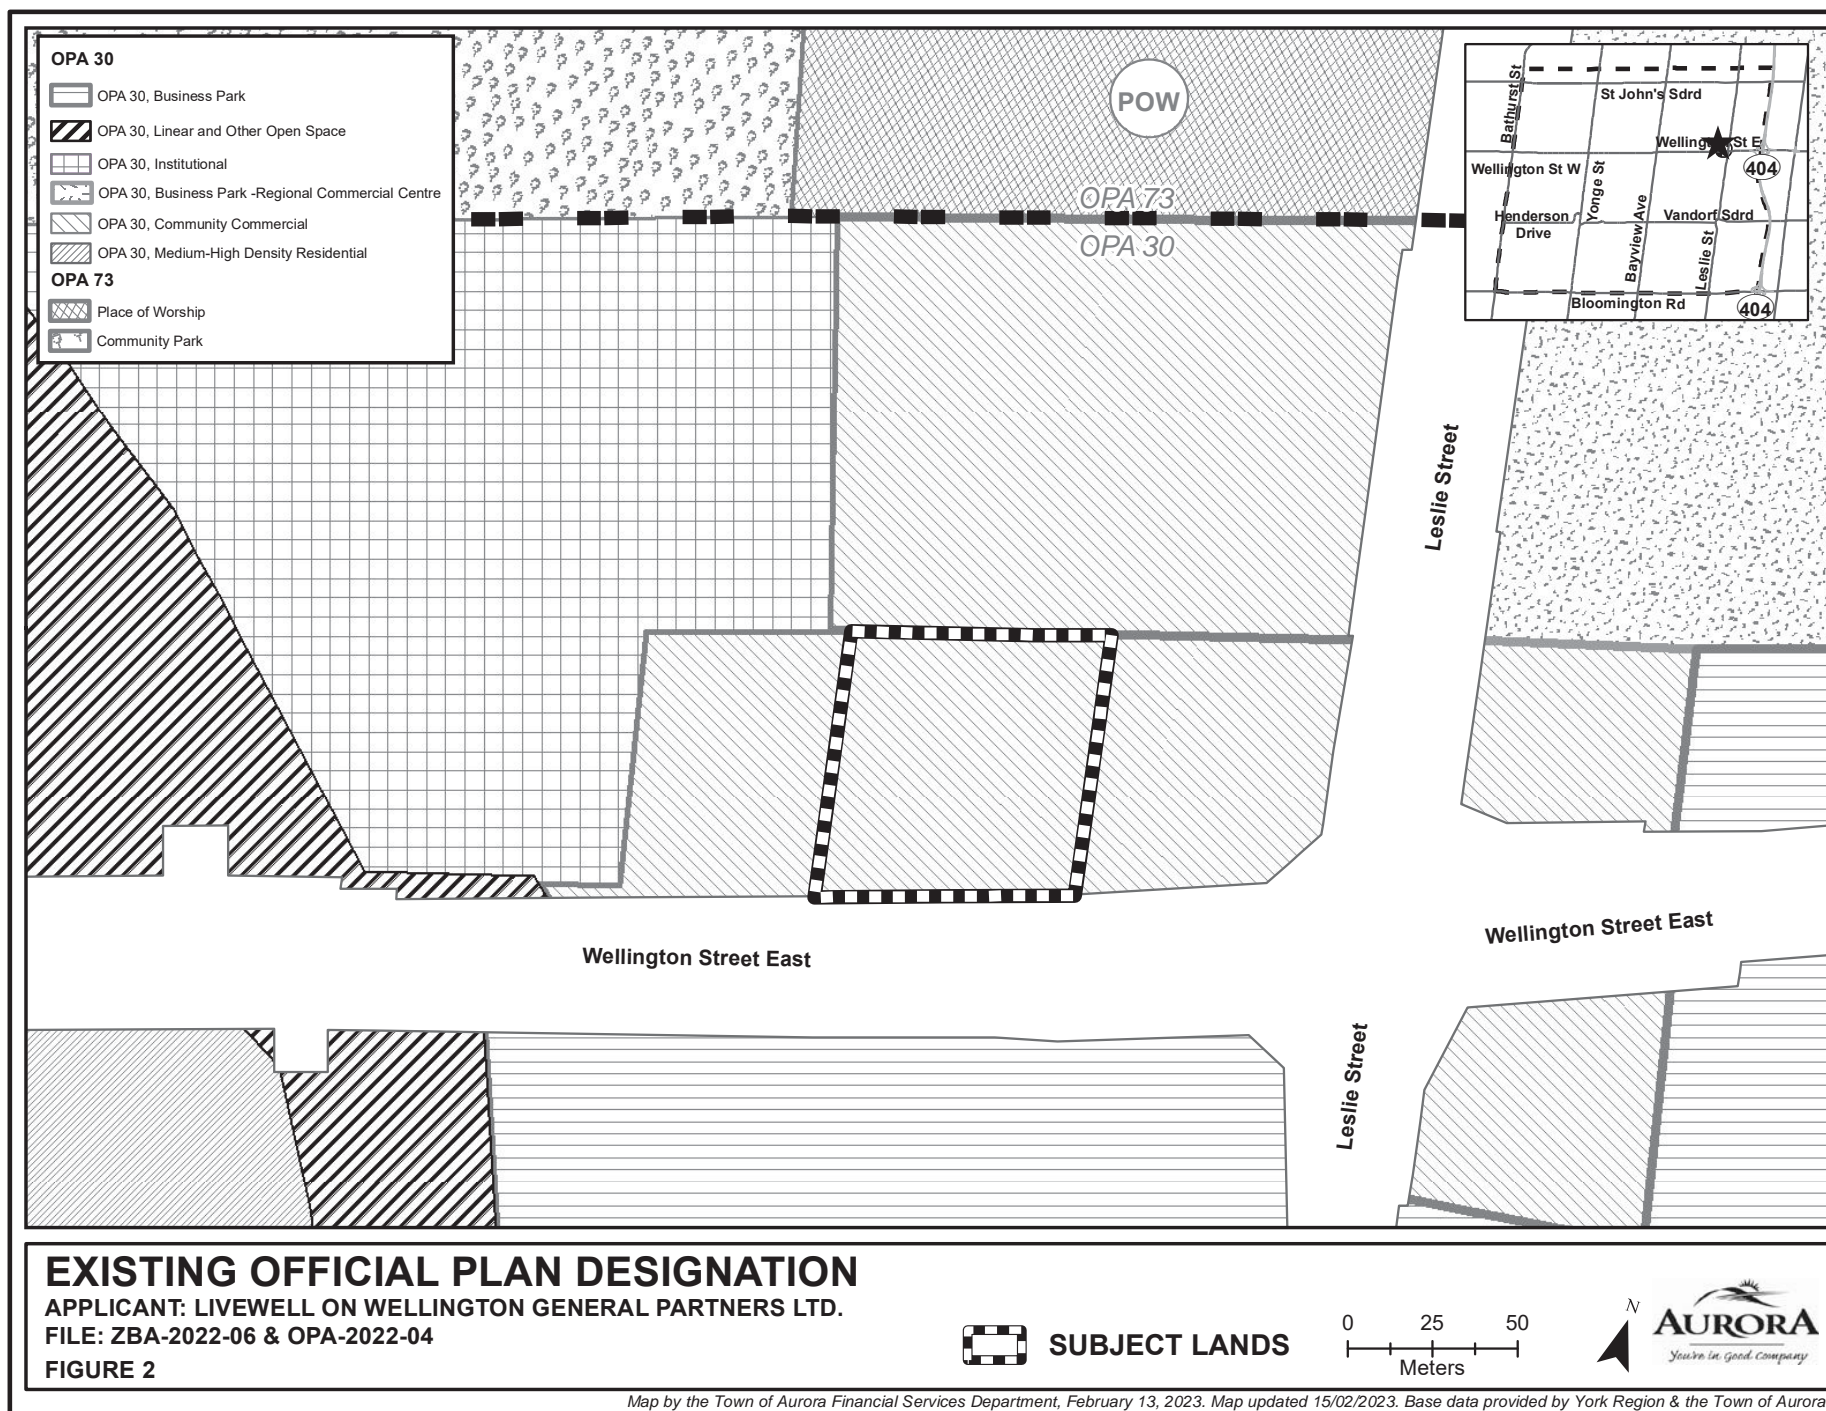 OPA 30
OPA 30, Business Park
OPA 30, Linear and Other Open Space
OPA 30, Institutional
OPA 30, Business Park -Regional Commercial Centre
OPA 30, Community Commercial
OPA 30, Medium-High Density Residential
OPA 73
Place of Worship
Community Park
POW
OPA 73
OPA 30
Bathurst St
St John's Sdrd
Wellington St E
404
Wellington St W
Yonge St
Bayview Ave
Henderson
Drive
Vandorf Sdrd
Leslie St
Bloomington Rd
404
Leslie Street
Wellington Street East
Wellington Street East
Leslie Street
EXISTING OFFICIAL PLAN DESIGNATION
APPLICANT: LIVEWELL ON WELLINGTON GENERAL PARTNERS LTD.
FILE: ZBA-2022-06 & OPA-2022-04
FIGURE 2
SUBJECT LANDS
0 25 50
Meters
N
AURORA
You're in Good Company
Map by the Town of Aurora Financial Services Department, February 13, 2023. Map updated 15/02/2023. Base data provided by York Region & the Town of Aurora